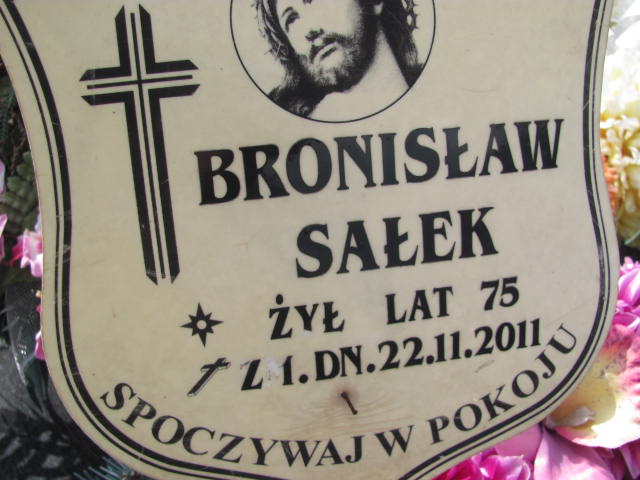 BRONISŁAW
SAŁEK
ŻYŁ LAT 75
Z 1. DN. 22.11.2011
SPOCZYWAJ W POKOJU